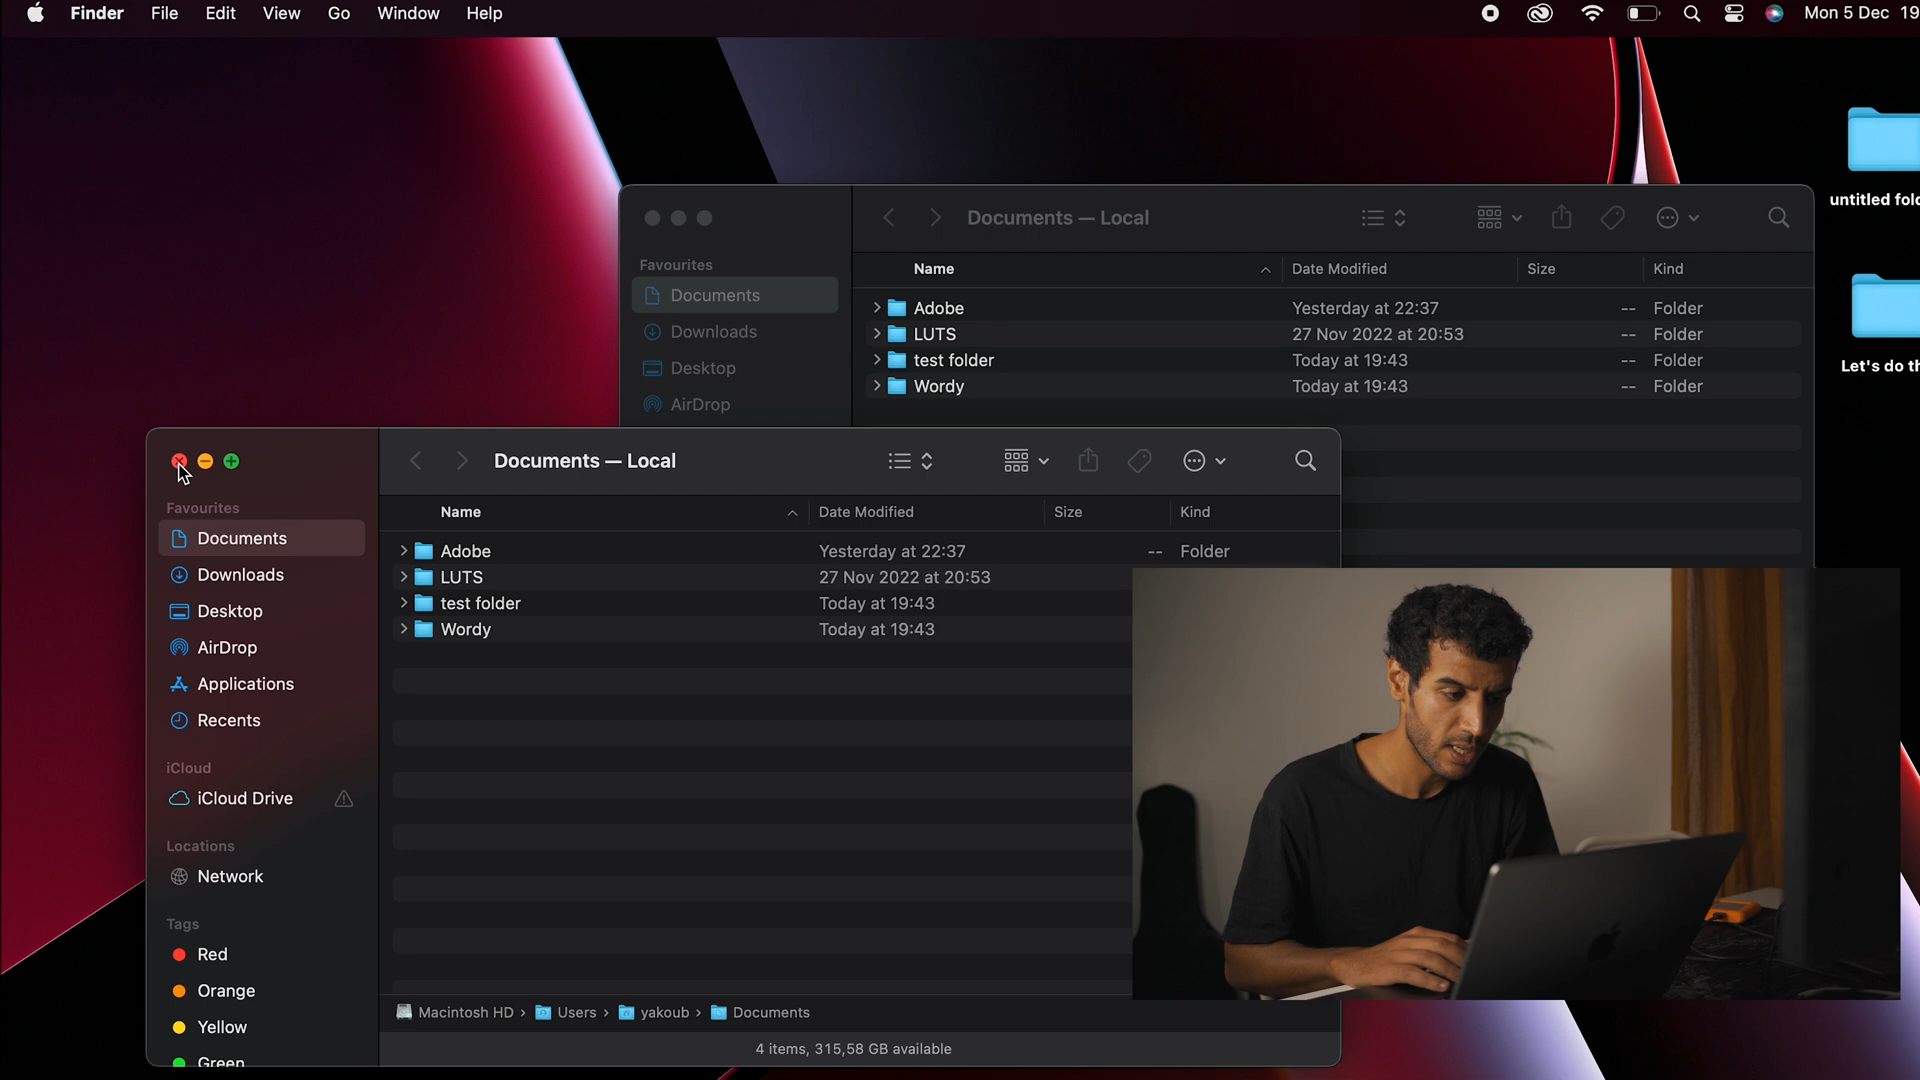 Finder File Edit View Go Window Help Mon 5 Dec 19
untitled fol
Let's do th
Documents — Local
Favourites
Documents
Downloads
Desktop
AirDrop
Name Date Modified Size Kind
Adobe Yesterday at 22:37 -- Folder
LUTS 27 Nov 2022 at 20:53 -- Folder
test folder Today at 19:43 -- Folder
Wordy Today at 19:43 -- Folder
Documents — Local
Favourites
Documents
Downloads
Desktop
AirDrop
Applications
Recents
iCloud
iCloud Drive
Locations
Network
Tags
Red
Orange
Yellow
Green
Name Date Modified Size Kind
Adobe Yesterday at 22:37 -- Folder
LUTS 27 Nov 2022 at 20:53
test folder Today at 19:43
Wordy Today at 19:43
Macintosh HD › Users › yakoub › Documents
4 items, 315,58 GB available